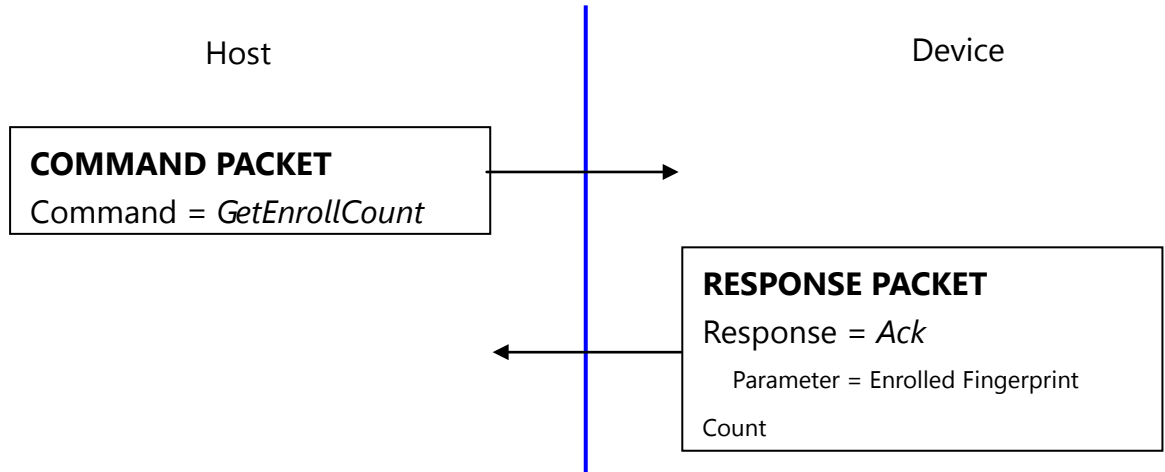 Host
Device
COMMAND PACKET
Command = GetEnrollCount
RESPONSE PACKET
Response = Ack
Parameter = Enrolled Fingerprint
Count